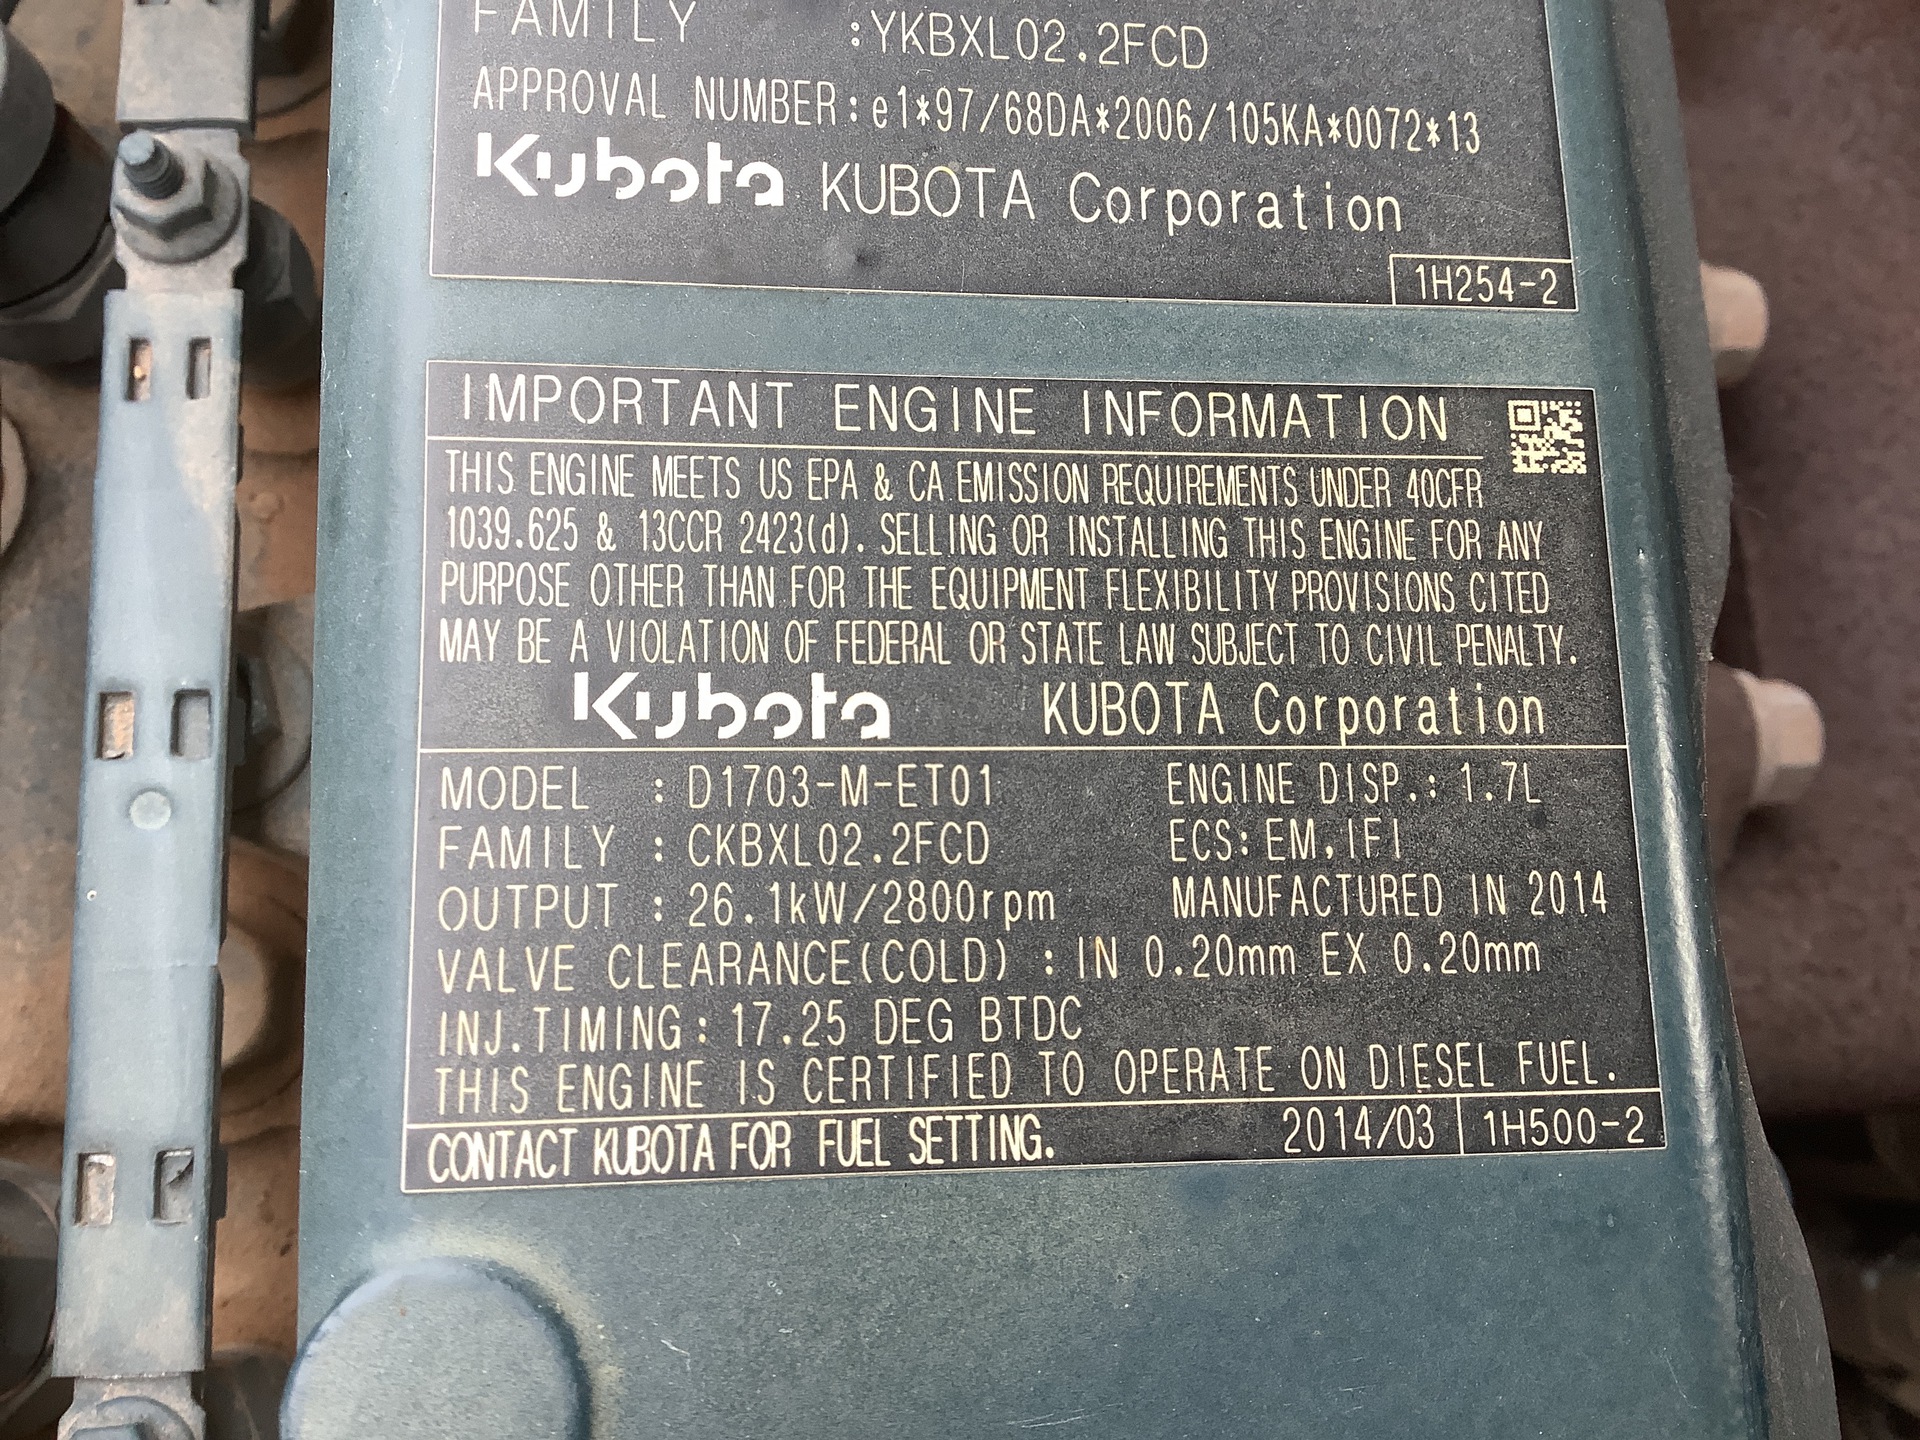 FAMILY :YKBXL02.2FCD
APPROVAL NUMBER:e1*97/68DA*2006/105KA*0072*13
Kubota KUBOTA Corporation
1H254-2
IMPORTANT ENGINE INFORMATION
THIS ENGINE MEETS US EPA & CA EMISSION REQUIREMENTS UNDER 40CFR
1039.625 & 13CCR 2423(d). SELLING OR INSTALLING THIS ENGINE FOR ANY
PURPOSE OTHER THAN FOR THE EQUIPMENT FLEXIBILITY PROVISIONS CITED
MAY BE A VIOLATION OF FEDERAL OR STATE LAW SUBJECT TO CIVIL PENALTY.
Kubota KUBOTA Corporation
MODEL : D1703-M-ET01 ENGINE DISP.: 1.7L
FAMILY : CKBXL02.2FCD ECS: EM,IFI
OUTPUT : 26.1kW/2800rpm MANUFACTURED IN 2014
VALVE CLEARANCE(COLD) : IN 0.20mm EX 0.20mm
INJ.TIMING: 17.25 DEG BTDC
THIS ENGINE IS CERTIFIED TO OPERATE ON DIESEL FUEL.
CONTACT KUBOTA FOR FUEL SETTING. 2014/03 1H500-2